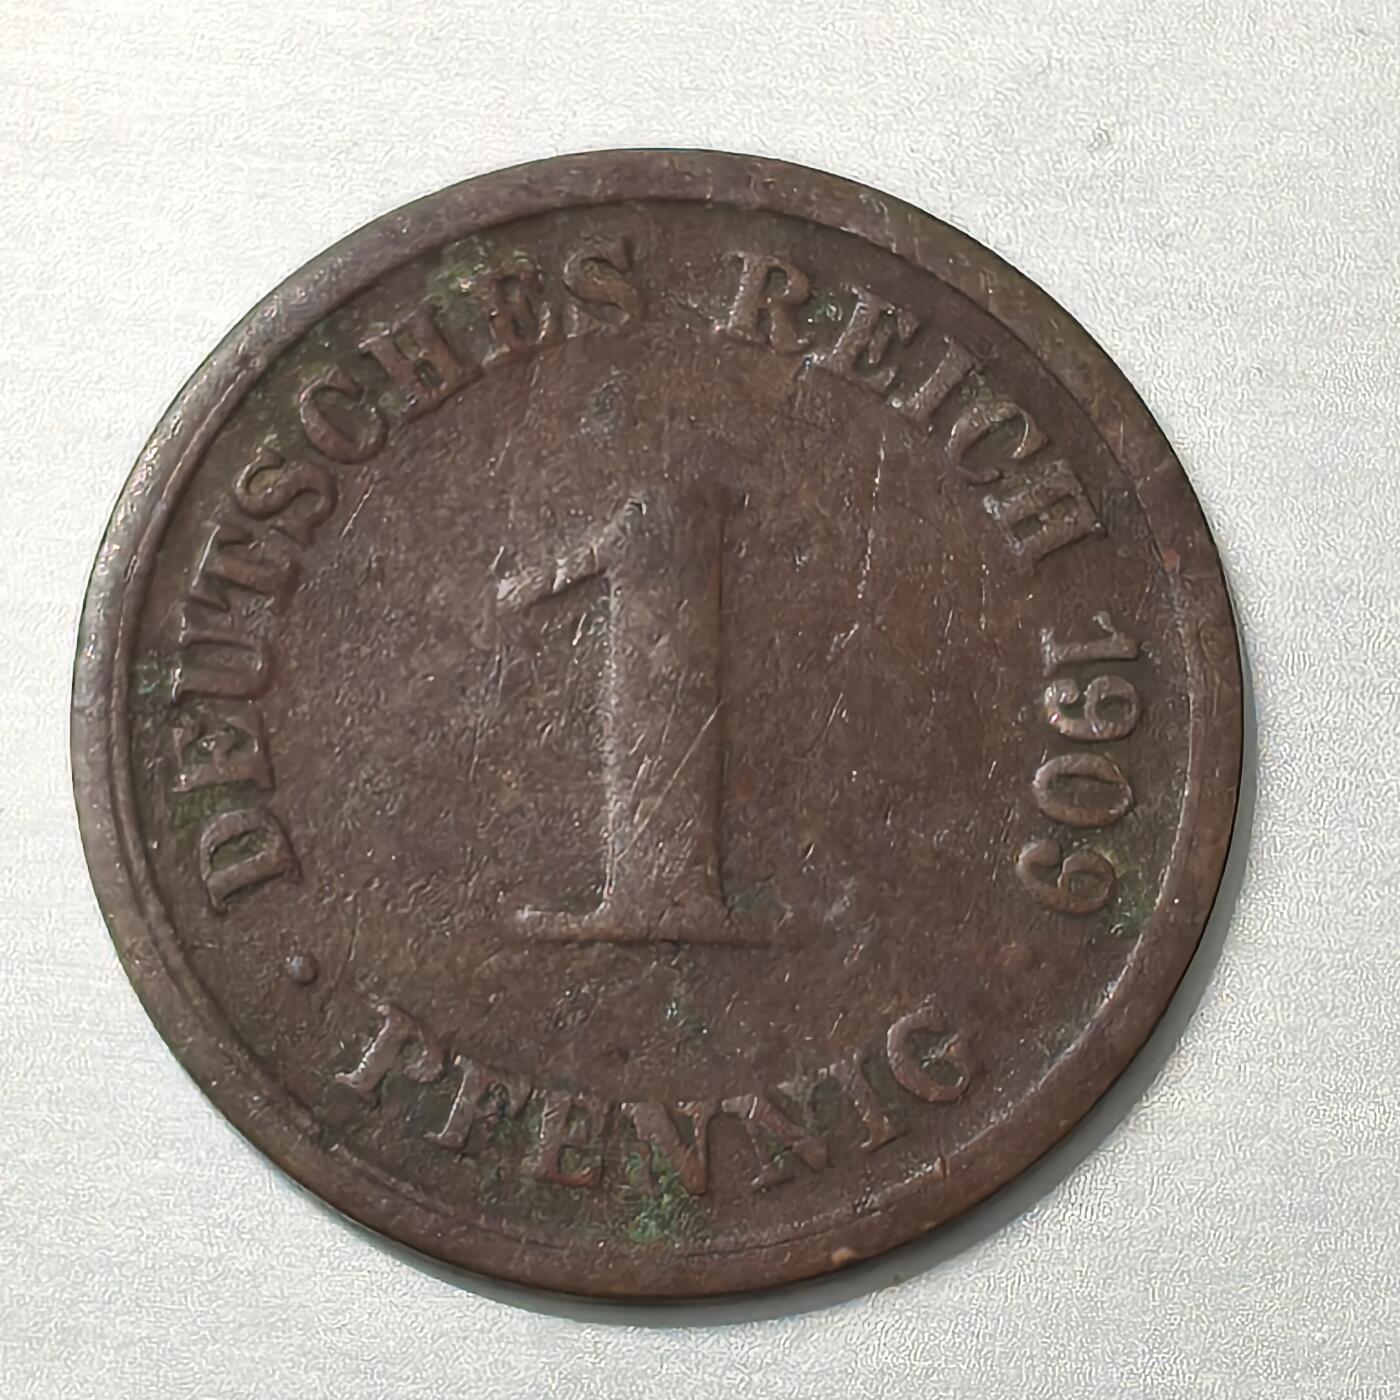 DEUTSCHES REICH 1909
1
· PFENNIG ·